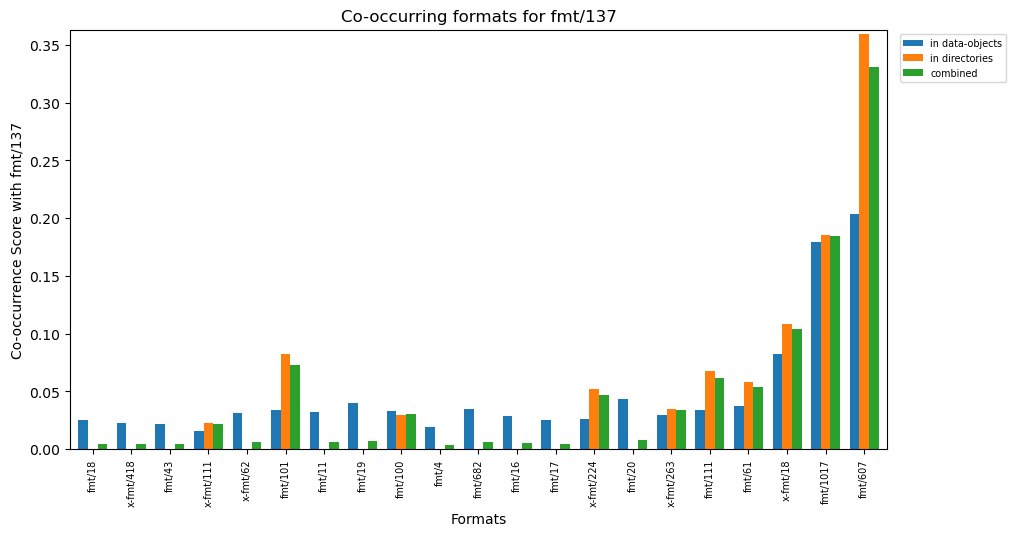 Co-occurring formats for fmt/137
in data-objects
in directories
combined
Co-occurrence Score with fmt/137
0.35
0.30
0.25
0.20
0.15
0.10
0.05
0.00
fmt/18
x-fmt/418
fmt/43
x-fmt/111
x-fmt/62
fmt/101
fmt/11
fmt/19
fmt/100
fmt/4
fmt/682
fmt/16
fmt/17
x-fmt/224
fmt/20
x-fmt/263
fmt/111
fmt/61
x-fmt/18
fmt/1017
fmt/607
Formats